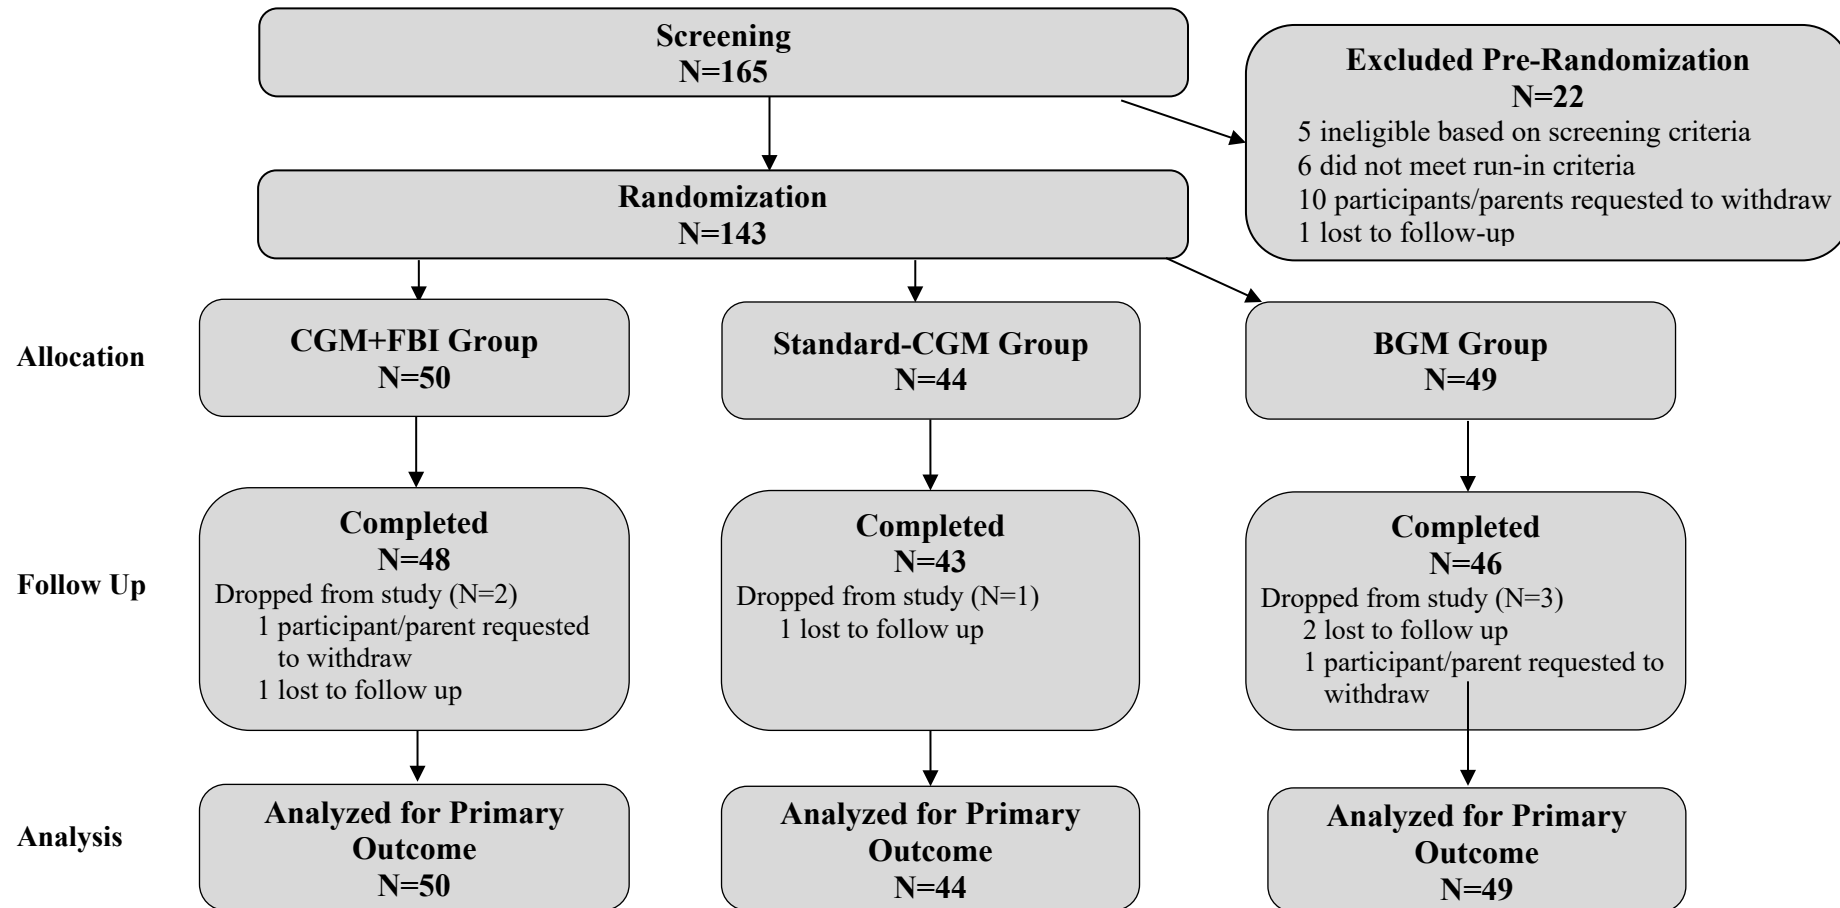 Screening
N=165
Excluded Pre-Randomization
N=22
5 ineligible based on screening criteria
6 did not meet run-in criteria
10 participants/parents requested to withdraw
1 lost to follow-up
Randomization
N=143
Allocation
CGM+FBI Group
N=50
Standard-CGM Group
N=44
BGM Group
N=49
Follow Up
Completed
N=48
Dropped from study (N=2)
1 participant/parent requested
to withdraw
1 lost to follow up
Completed
N=43
Dropped from study (N=1)
1 lost to follow up
Completed
N=46
Dropped from study (N=3)
2 lost to follow up
1 participant/parent requested to
withdraw
Analysis
Analyzed for Primary
Outcome
N=50
Analyzed for Primary
Outcome
N=44
Analyzed for Primary
Outcome
N=49